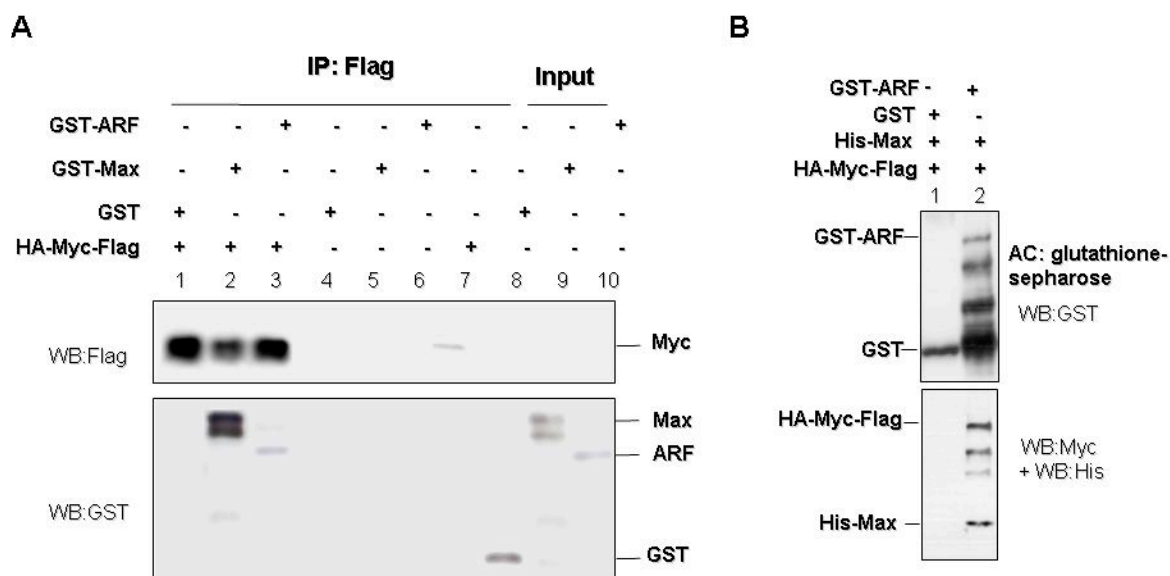 A
IP: Flag Input
GST-ARF - - + - - + - - - +
GST-Max - + - - + - - - + -
GST + - - + - - - + - -
HA-Myc-Flag + + + - - - + - - -
1 2 3 4 5 6 7 8 9 10
WB:Flag
Myc
Max
ARF
WB:GST
GST
B
GST-ARF - +
GST + -
His-Max + +
HA-Myc-Flag + +
1 2
GST-ARF
AC: glutathione-
sepharose
WB:GST
GST
HA-Myc-Flag
WB:Myc
+ WB:His
His-Max